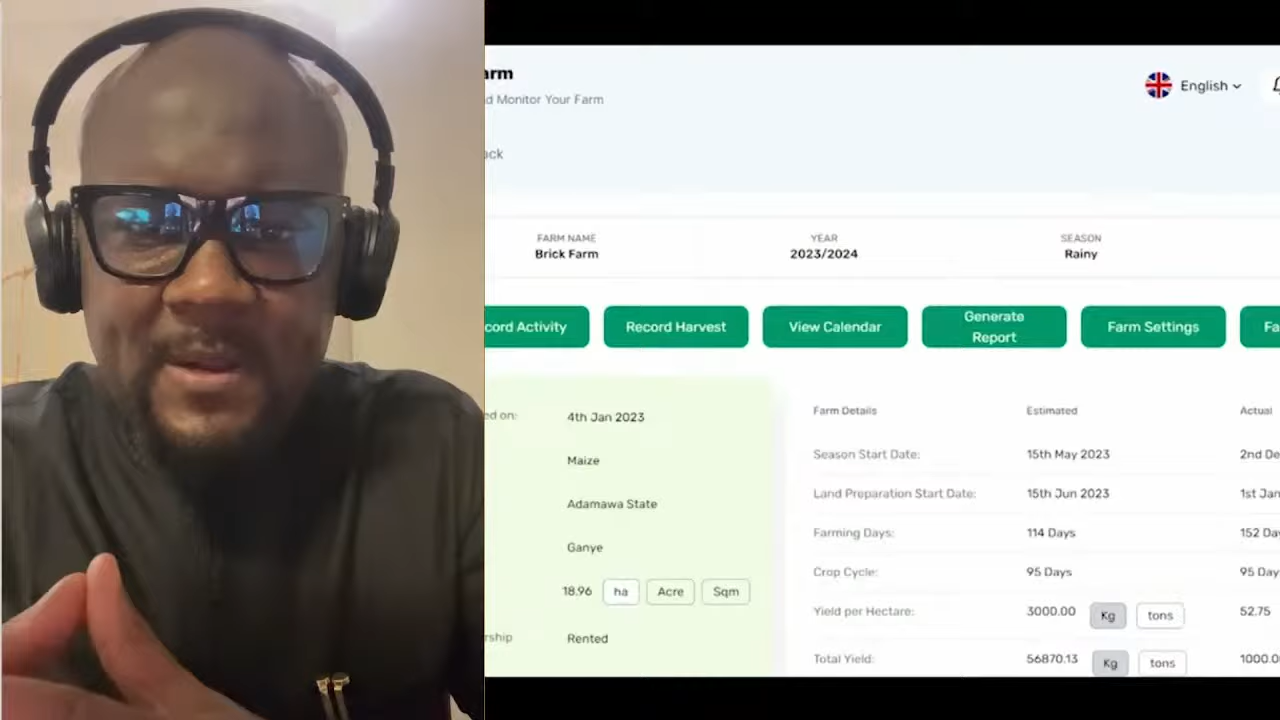 arm
d Monitor Your Farm
English
ack
FARM NAME
Brick Farm
YEAR
2023/2024
SEASON
Rainy
cord Activity
Record Harvest
View Calendar
Generate
Report
Farm Settings
Fa
ed on:
4th Jan 2023
Maize
Adamawa State
Ganye
18.96 ha Acre Sqm
rship
Rented
Farm Details Estimated Actual
Season Start Date: 15th May 2023 2nd De
Land Preparation Start Date: 15th Jun 2023 1st Jan
Farming Days: 114 Days 152 Day
Crop Cycle: 95 Days 95 Day
Yield per Hectare: 3000.00 Kg tons 52.75
Total Yield: 56870.13 Kg tons 1000.0